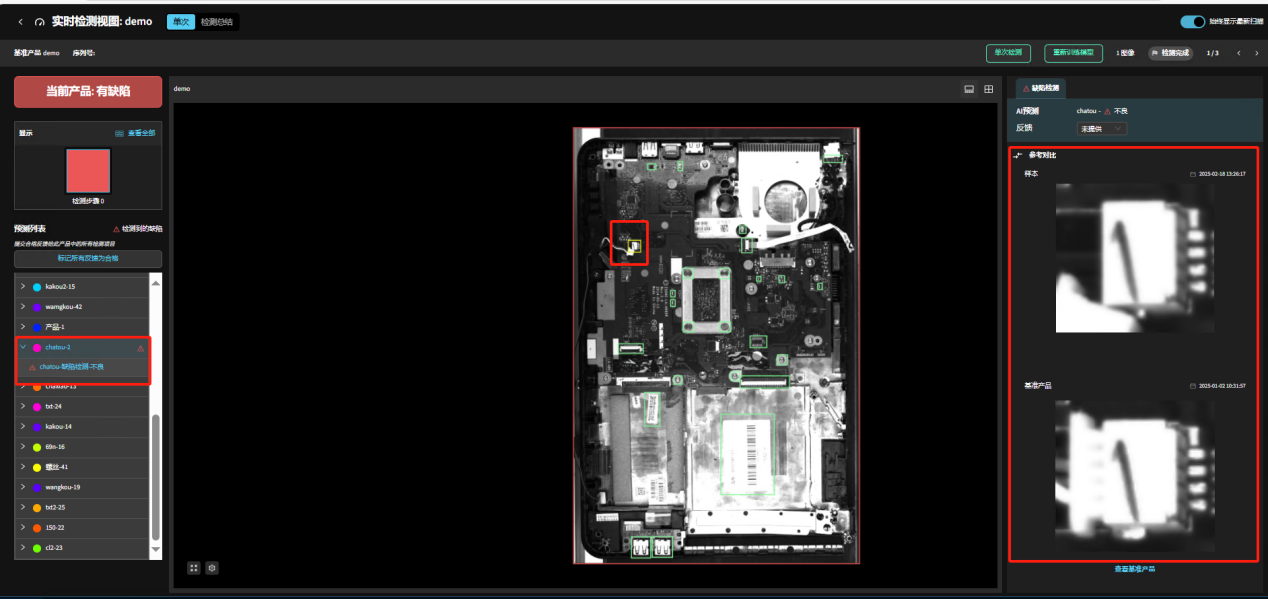 实时检测视图: demo
单次
检测总结
始终显示最新扫描
基准产品 demo
序列号:
单次检测
重新训练模型
1 图像
检测完成
1/3
当前产品: 有缺陷
显示
查看全部
检测步骤 0
预测列表
检测到的缺陷
提交合格反馈给此产品中的所有检测项目
标记所有反馈为合格
kakou2-15
wangkou-42
产品-1
chatou-2
chatou-缺陷检测-不良
chatiao-13
txt-24
kakou-14
69n-16
螺丝-41
wangkou-19
txt2-25
150-22
cl2-23
demo
缺陷检测
AI预测
chatou - 不良
反馈
未提供
参考对比
样本
2025-02-18 13:26:17
基准产品
2025-01-02 10:31:57
查看基准产品